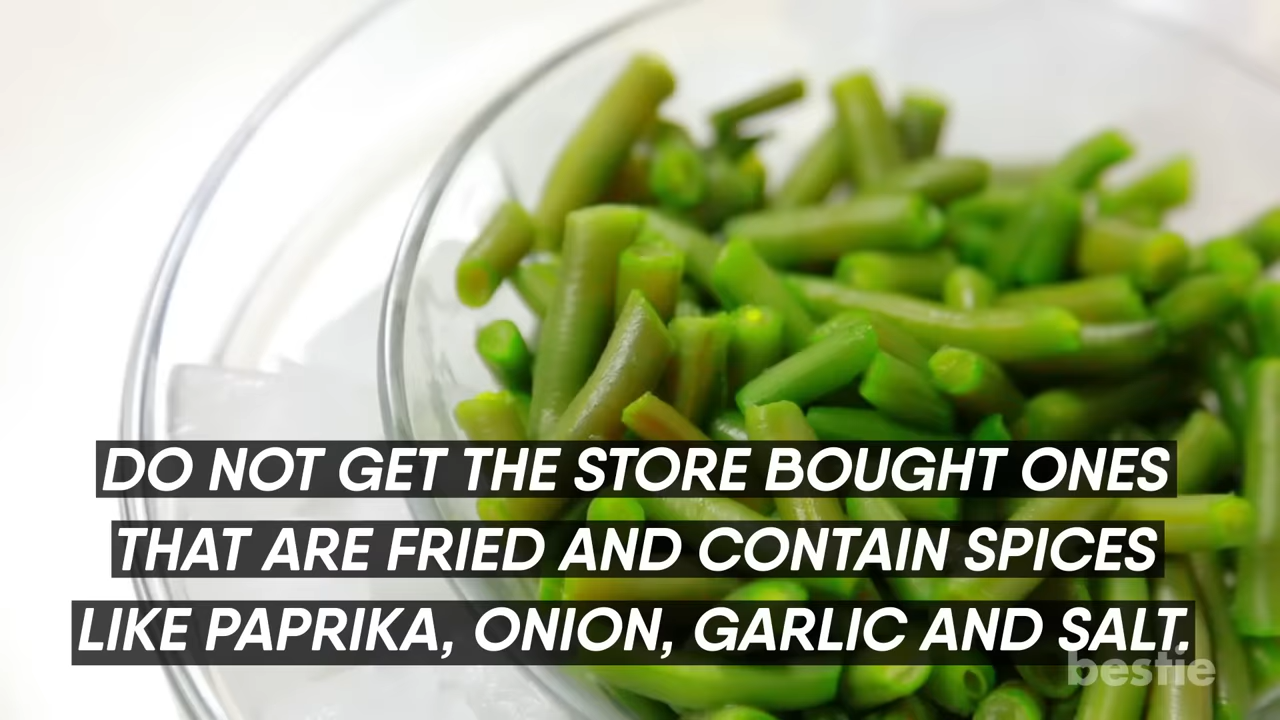 DO NOT GET THE STORE BOUGHT ONES
THAT ARE FRIED AND CONTAIN SPICES
LIKE PAPRIKA, ONION, GARLIC AND SALT.
bestie